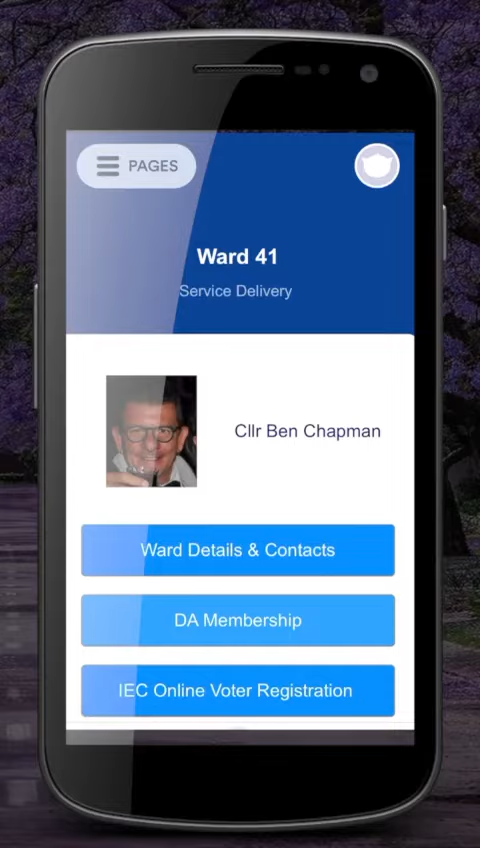 PAGES
Ward 41
Service Delivery
Cllr Ben Chapman
Ward Details & Contacts
DA Membership
IEC Online Voter Registration